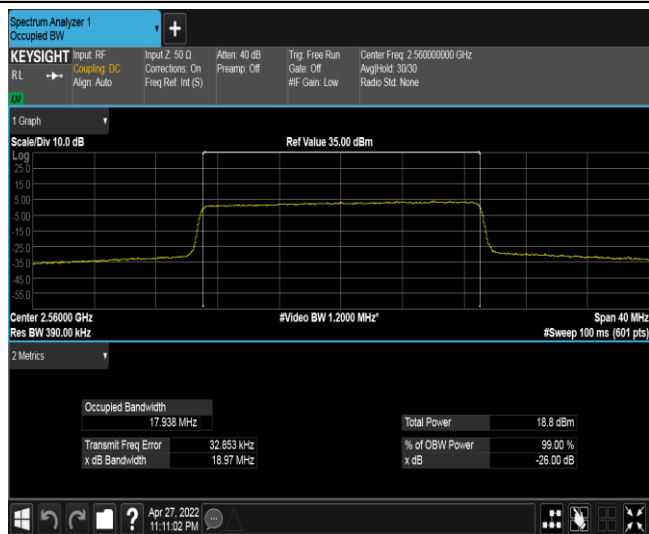 Spectrum Analyzer 1
Occupied BW
KEYSIGHT
RL
Input: RF
Coupling: DC
Align: Auto
Input Z: 50 Ω
Corrections: On
Freq Ref: Int (S)
Atten: 40 dB
Preamp: Off
Trig: Free Run
Gate: Off
#IF Gain: Low
Center Freq: 2.560000000 GHz
Avg|Hold: 30/30
Radio Std: None
1 Graph
Scale/Div 10.0 dB
Ref Value 35.00 dBm
Log
25.0
15.0
5.00
-5.00
-15.0
-25.0
-35.0
-45.0
-55.0
Center 2.56000 GHz
#Video BW 1.2000 MHz*
Span 40 MHz
Res BW 390.00 kHz
#Sweep 100 ms (601 pts)
2 Metrics
Occupied Bandwidth
17.938 MHz
Total Power 18.8 dBm
Transmit Freq Error 32.853 kHz
% of OBW Power 99.00 %
x dB Bandwidth 18.97 MHz
x dB -26.00 dB
?
Apr 27, 2022
11:11:02 PM